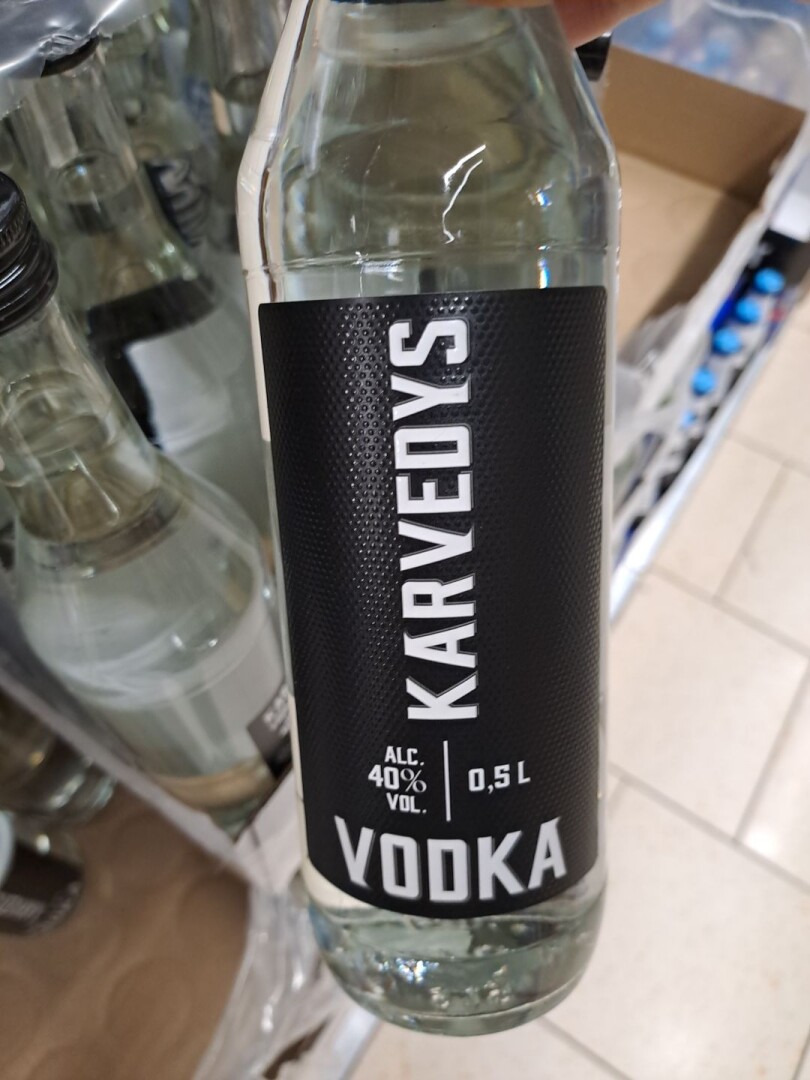 KARVEDYS
ALC.
40%
VOL.
0,5 L
VODKA